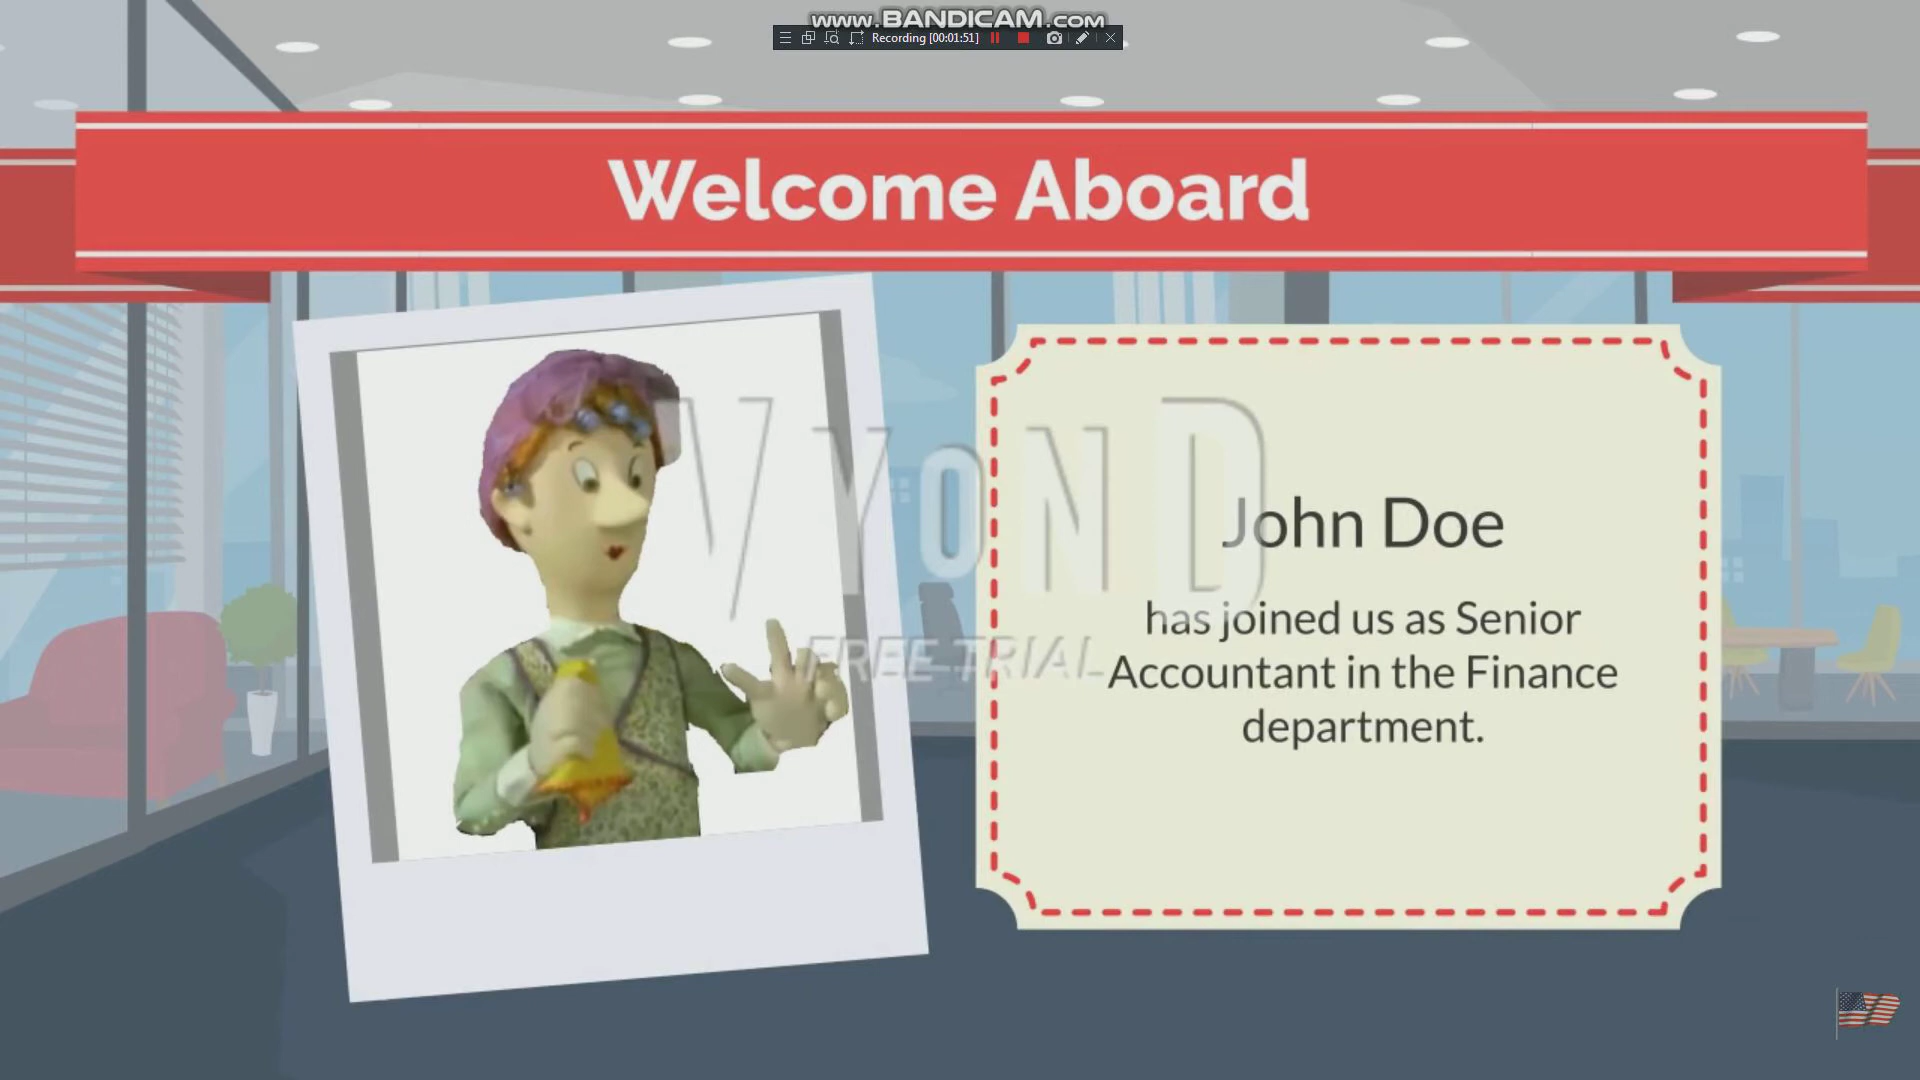 www.BANDICAM.com
Recording [00:01:51]
Welcome Aboard
VYOND
FREE TRIAL
John Doe
has joined us as Senior
Accountant in the Finance
department.